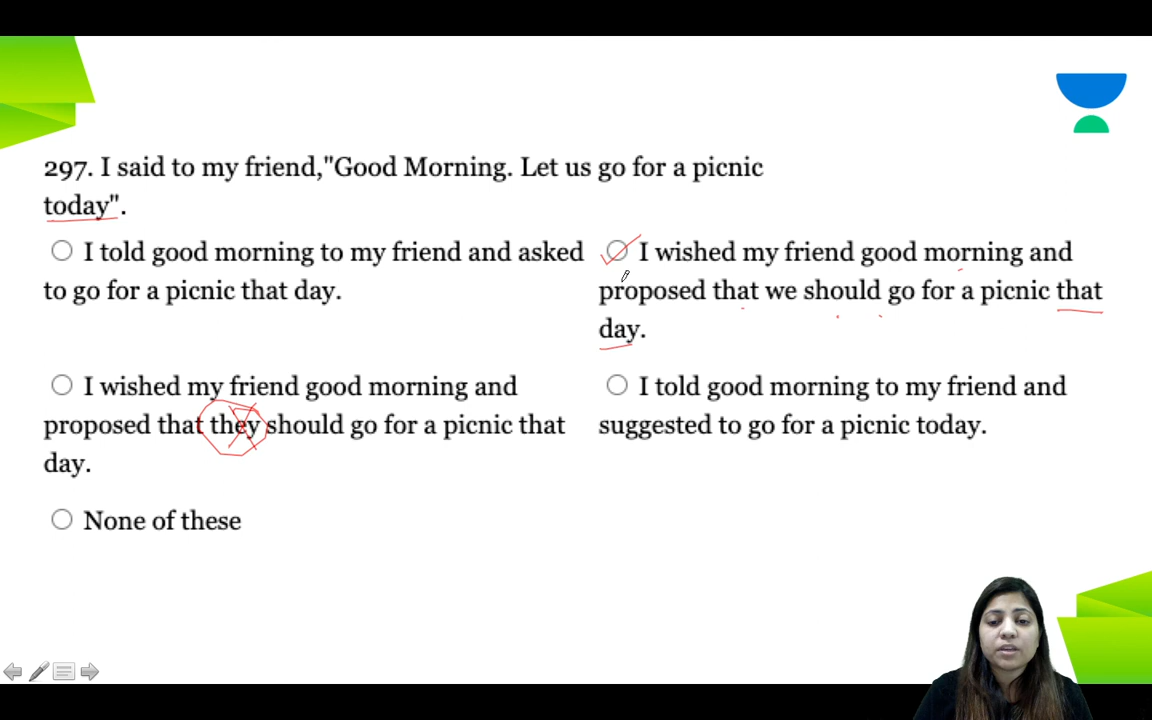 297. I said to my friend,"Good Morning. Let us go for a picnic
today".
I told good morning to my friend and asked
to go for a picnic that day.
I wished my friend good morning and
proposed that we should go for a picnic that
day.
I wished my friend good morning and
proposed that they should go for a picnic that
day.
I told good morning to my friend and
suggested to go for a picnic today.
None of these